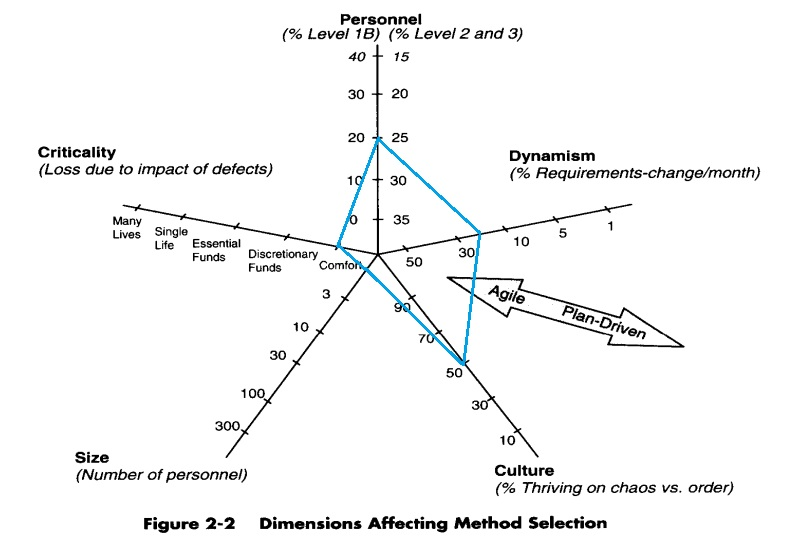 Personnel
(% Level 1B) (% Level 2 and 3)
40 15
30 20
20 25
10 30
0 35
Criticality
(Loss due to impact of defects)
Many
Lives
Single
Life
Essential
Funds
Discretionary
Funds
Comfort
Dynamism
(% Requirements-change/month)
50
30
10
5
1
Agile
Plan-Driven
3
10
30
100
300
90
70
50
30
10
Size
(Number of personnel)
Culture
(% Thriving on chaos vs. order)
Figure 2-2 Dimensions Affecting Method Selection